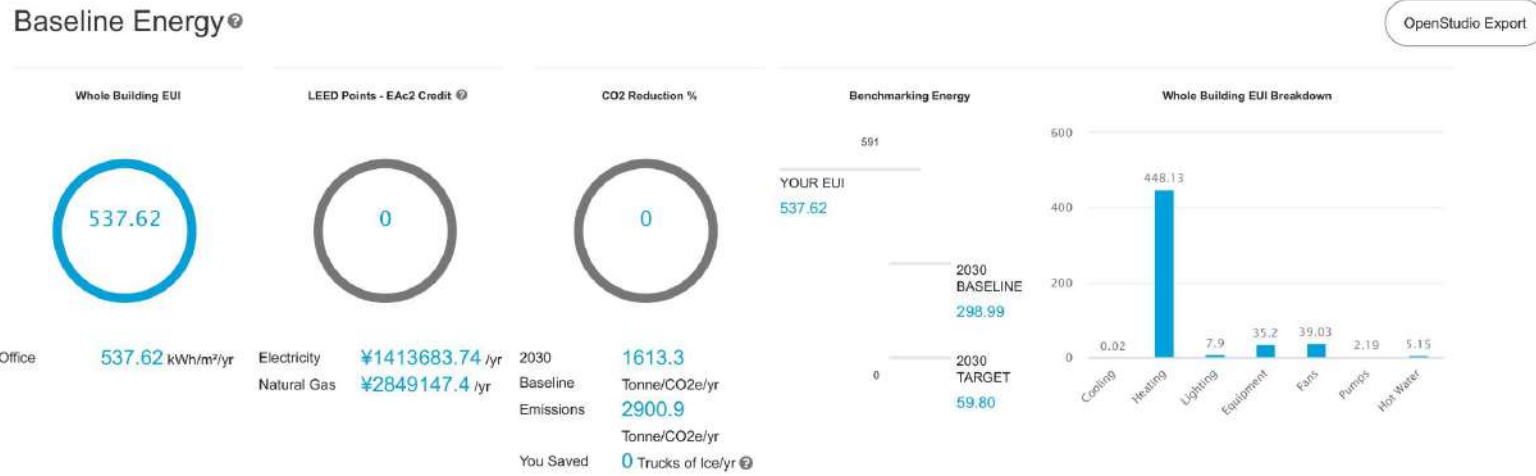 Baseline Energy
OpenStudio Export
Whole Building EUI
537.62
Office 537.62 kWh/m²/yr
LEED Points - EAc2 Credit
0
Electricity ¥1413683.74 /yr
Natural Gas ¥2849147.4 /yr
CO2 Reduction %
0
2030 1613.3
Baseline Tonne/CO2e/yr
Emissions 2900.9
Tonne/CO2e/yr
You Saved 0 Trucks of Ice/yr
Benchmarking Energy
591
YOUR EUI
537.62
2030
BASELINE
298.99
2030
TARGET
59.80
0
Whole Building EUI Breakdown
600
400
200
0
0.02
448.13
7.9
35.2
39.03
2.19
5.15
Cooling
Heating
Lighting
Equipment
Fans
Pumps
Hot Water